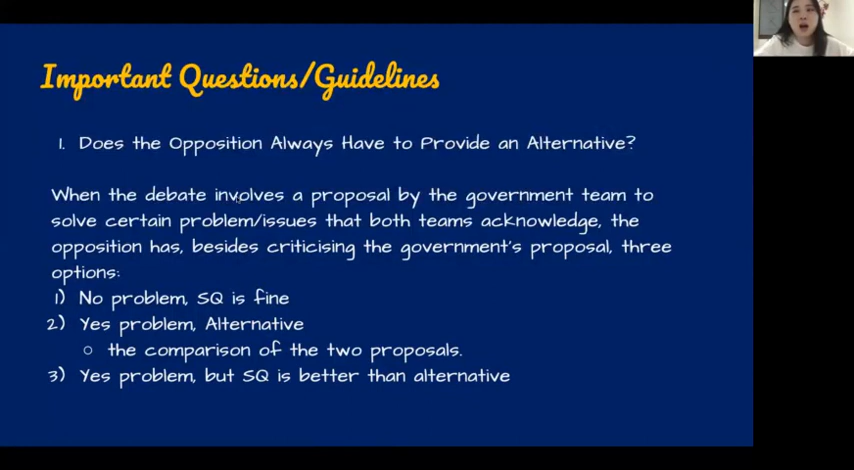 Important Questions/Guidelines
1. Does the Opposition Always Have to Provide an Alternative?
When the debate involves a proposal by the government team to
solve certain problem/issues that both teams acknowledge, the
opposition has, besides criticising the government's proposal, three
options:
1) No problem, SQ is fine
2) Yes problem, Alternative
○ the comparison of the two proposals.
3) Yes problem, but SQ is better than alternative